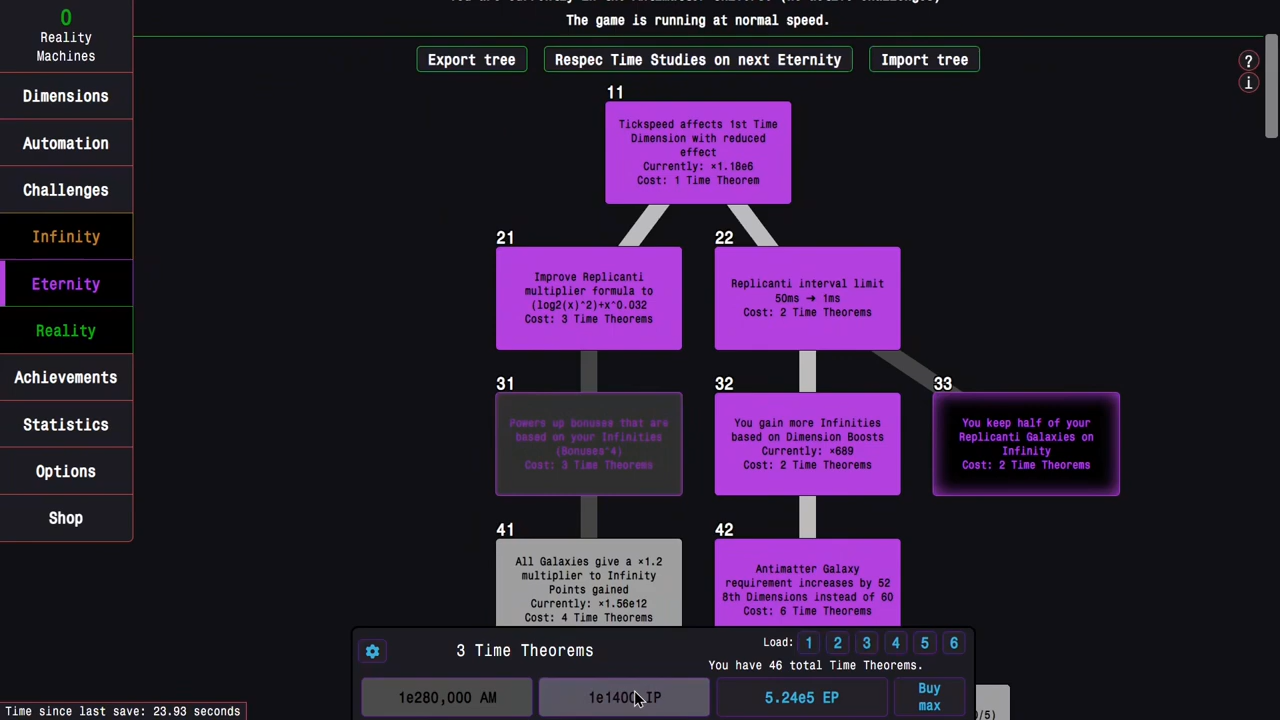 0
Reality
Machines
Dimensions
Automation
Challenges
Infinity
Eternity
Reality
Achievements
Statistics
Options
Shop
Time since last save: 23.93 seconds
The game is running at normal speed.
Export tree
Respec Time Studies on next Eternity
Import tree
?
i
11
Tickspeed affects 1st Time
Dimension with reduced
effect
Currently: ×1.18e6
Cost: 1 Time Theorem
21
Improve Replicanti
multiplier formula to
(log2(x)^2)+x^0.032
Cost: 3 Time Theorems
22
Replicanti interval limit
50ms ➜ 1ms
Cost: 2 Time Theorems
31
Powers up bonuses that are
based on your Infinities
(Bonuses^4)
Cost: 3 Time Theorems
32
You gain more Infinities
based on Dimension Boosts
Currently: ×689
Cost: 2 Time Theorems
33
You keep half of your
Replicanti Galaxies on
Infinity
Cost: 2 Time Theorems
41
All Galaxies give a ×1.2
multiplier to Infinity
Points gained
Currently: ×1.56e12
Cost: 4 Time Theorems
42
Antimatter Galaxy
requirement increases by 52
8th Dimensions instead of 60
Cost: 6 Time Theorems
3 Time Theorems
Load: 1 2 3 4 5 6
You have 46 total Time Theorems.
1e280,000 AM
1e1400 IP
5.24e5 EP
Buy
max
/5)